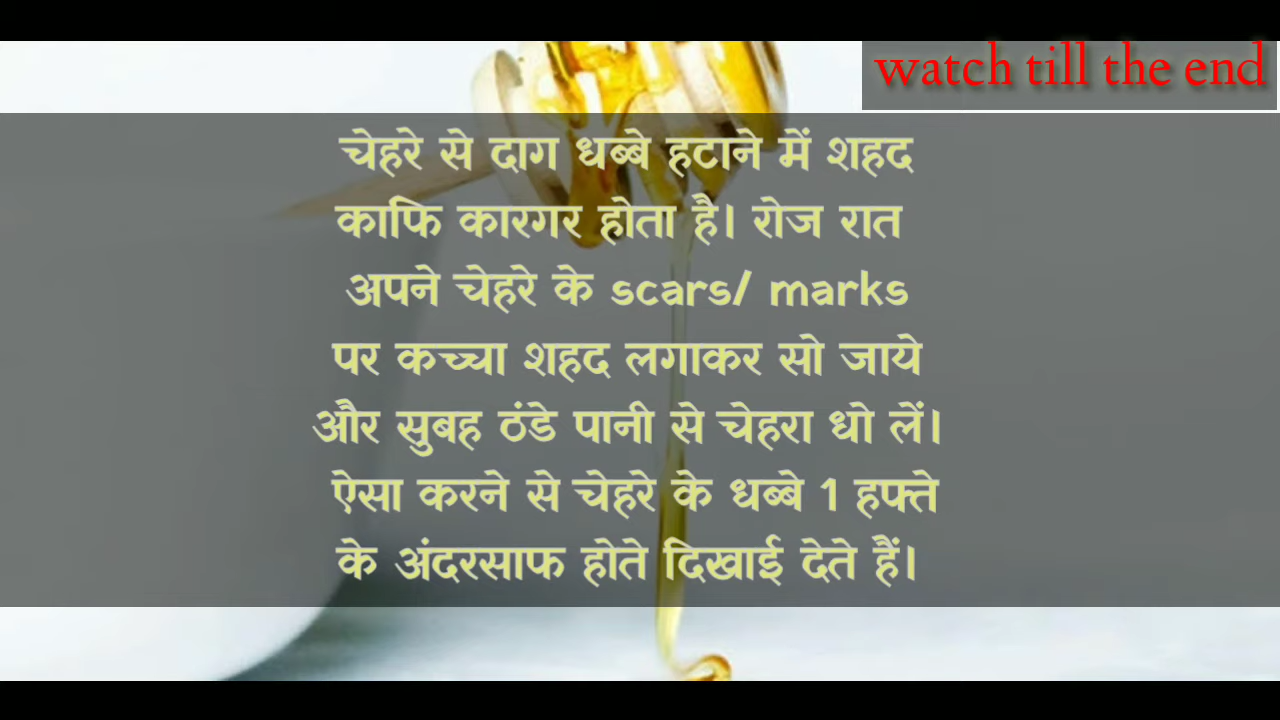 watch till the end
चेहरे से दाग धब्बे हटाने में शहद
काफि कारगर होता है। रोज रात
अपने चेहरे के scars/ marks
पर कच्चा शहद लगाकर सो जाये
और सुबह ठंडे पानी से चेहरा धो लें।
ऐसा करने से चेहरे के धब्बे 1 हफ्ते
के अंदरसाफ होते दिखाई देते हैं।